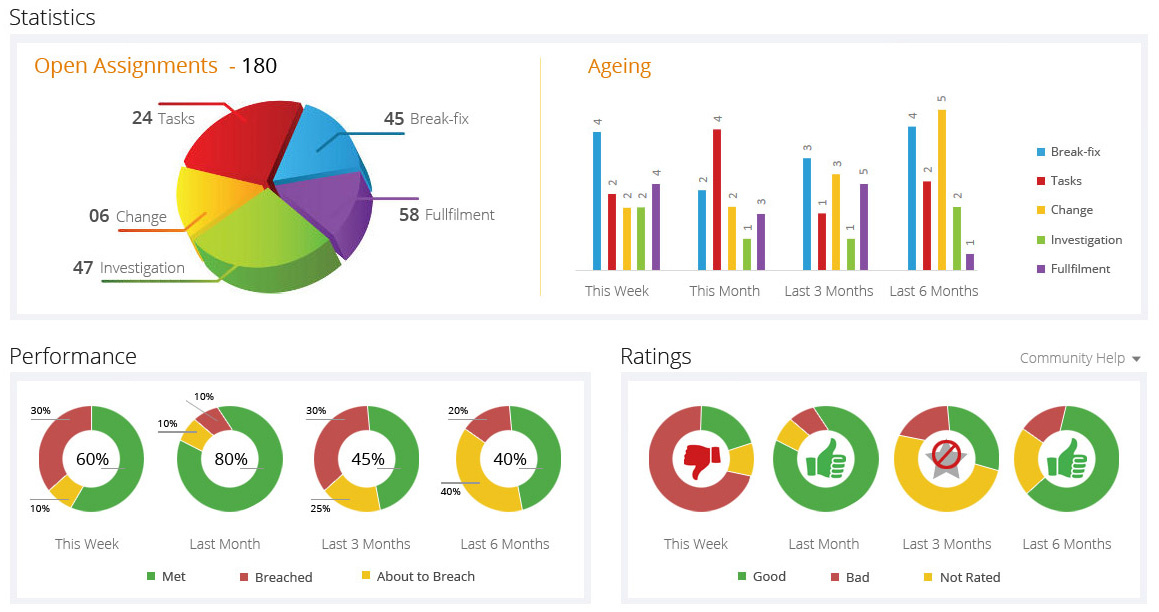 Statistics
Open Assignments - 180
24 Tasks
45 Break-fix
06 Change
58 Fullfilment
47 Investigation
Ageing
4 2 2 2 4
2 4 2 1 3
3 1 3 1 5
4 2 5 2 1
This Week This Month Last 3 Months Last 6 Months
Break-fix
Tasks
Change
Investigation
Fullfilment
Performance
30% 60% 10%
10% 10% 80%
30% 45% 25%
20% 40% 40%
This Week Last Month Last 3 Months Last 6 Months
Met Breached About to Breach
Ratings
Community Help
This Week Last Month Last 3 Months Last 6 Months
Good Bad Not Rated